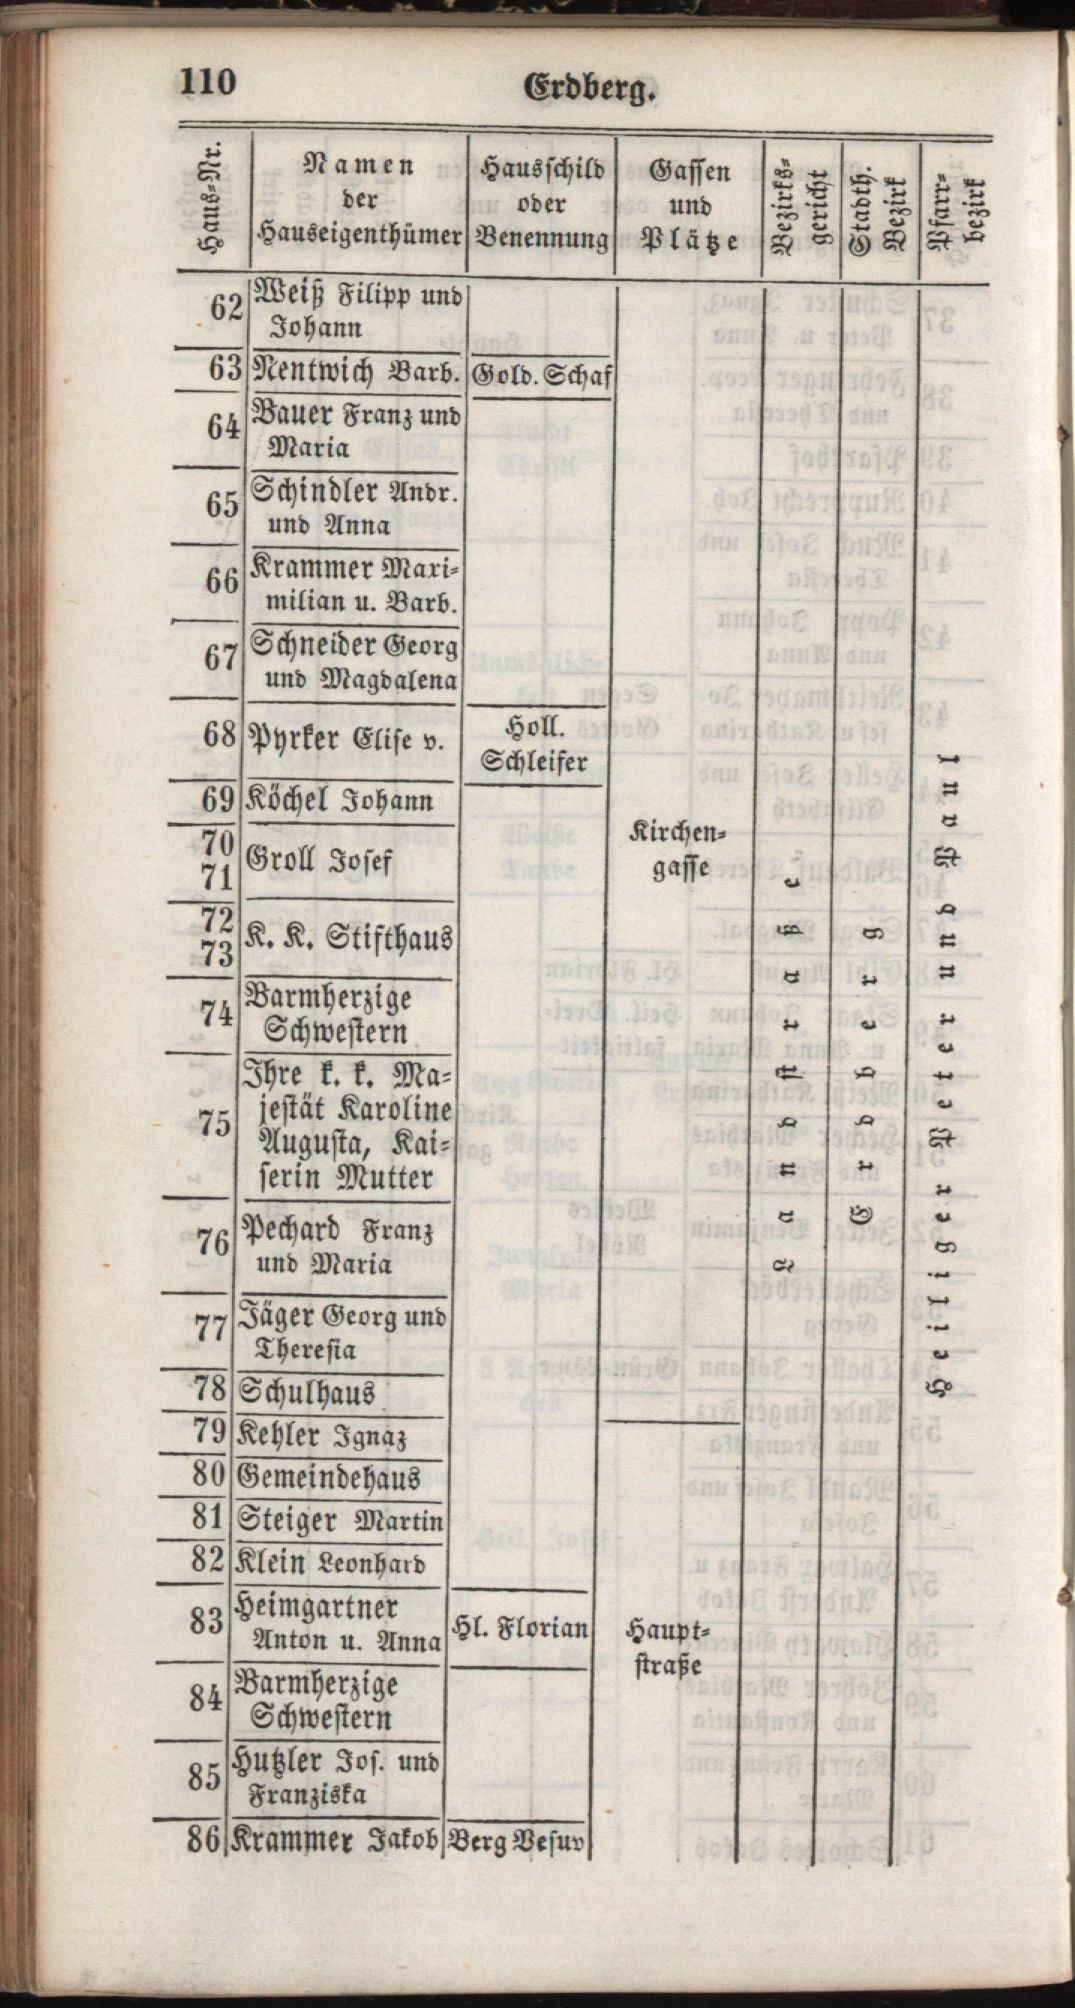 110
Erdberg.
Haus-Nr.
Namen
der
Hauseigenthümer
Hausschild
oder
Benennung
Gassen
und
Plätze
Bezirks-
gericht
Stadth.
Bezirk
Pfarr-
bezirk
62 Weiß Filipp und
Johann
63 Nentwich Barb. Gold. Schaf
64 Bauer Franz und
Maria
65 Schindler Andr.
und Anna
66 Krammer Maxi-
milian u. Barb.
67 Schneider Georg
und Magdalena
68 Pyrker Elise v. Holl.
Schleifer
69 Köchel Johann
70
71 Groll Josef
72
73 K. K. Stifthaus
74 Barmherzige
Schwestern
75 Ihre k. k. Ma-
jestät Karoline
Augusta, Kai-
serin Mutter
76 Pechard Franz
und Maria
77 Jäger Georg und
Theresia
78 Schulhaus
Kirchen-
gasse
79 Kehler Ignaz
80 Gemeindehaus
81 Steiger Martin
82 Klein Leonhard
83 Heimgartner
Anton u. Anna Hl. Florian
84 Barmherzige
Schwestern
85 Hutzler Jos. und
Franziska
86 Krammer Jakob Berg Vesuv
Haupt-
straße
Landstraße
Erdberg
Heiliger Peter und Paul